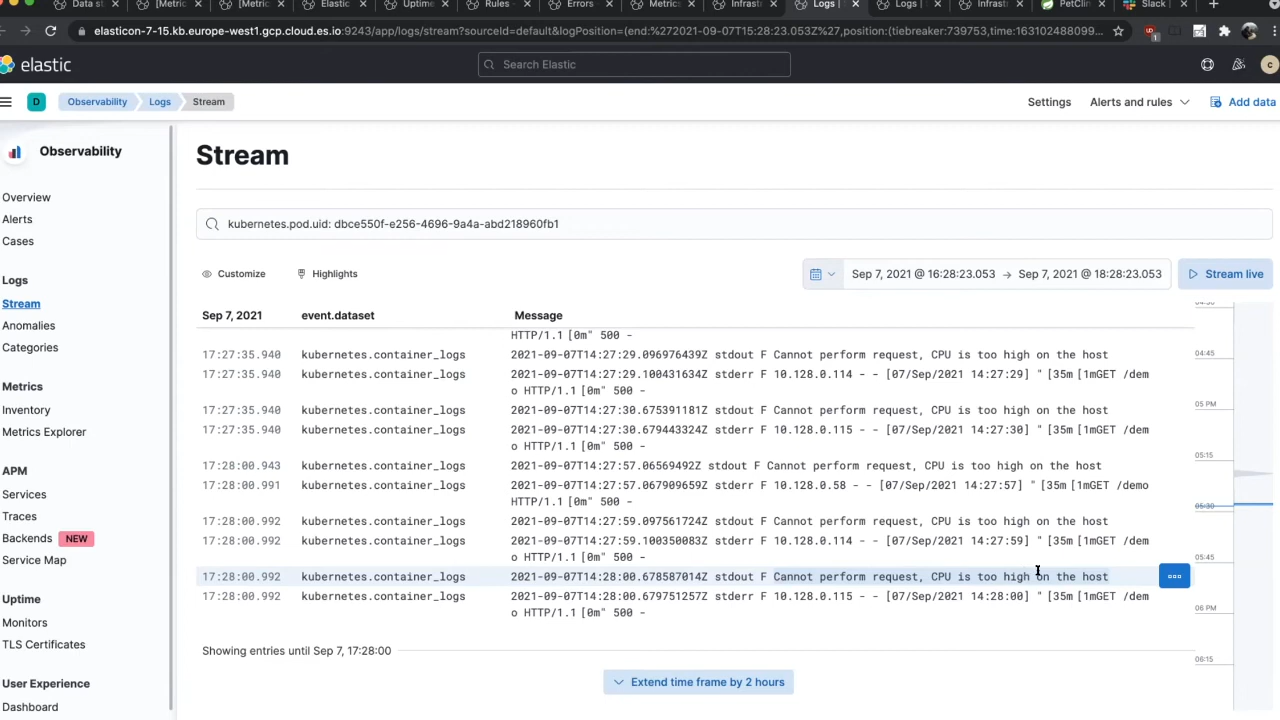 Data s
[Metric
[Metric
Elastic
Uptime
Rules -
Errors
Metrics
Infrast
Logs |
Logs |
Infrast
PetClin
Slack |
elasticon-7-15.kb.europe-west1.gcp.cloud.es.io:9243/app/logs/stream?sourceId=default&logPosition=(end:%272021-09-07T15:28:23.053Z%27,position:(tiebreaker:739753,time:163102488099...
elastic
Search Elastic
c
D
Observability
Logs
Stream
Settings
Alerts and rules
Add data
Observability
Overview
Alerts
Cases
Logs
Stream
Anomalies
Categories
Metrics
Inventory
Metrics Explorer
APM
Services
Traces
Backends NEW
Service Map
Uptime
Monitors
TLS Certificates
User Experience
Dashboard
Stream
kubernetes.pod.uid: dbce550f-e256-4696-9a4a-abd218960fb1
Customize
Highlights
Sep 7, 2021 @ 16:28:23.053 → Sep 7, 2021 @ 18:28:23.053
Stream live
Sep 7, 2021 event.dataset Message
HTTP/1.1 [0m" 500 -
17:27:35.940 kubernetes.container_logs 2021-09-07T14:27:29.096976439Z stdout F Cannot perform request, CPU is too high on the host
17:27:35.940 kubernetes.container_logs 2021-09-07T14:27:29.100431634Z stderr F 10.128.0.114 - - [07/Sep/2021 14:27:29] " [35m [1mGET /dem
o HTTP/1.1 [0m" 500 -
17:27:35.940 kubernetes.container_logs 2021-09-07T14:27:30.675391181Z stdout F Cannot perform request, CPU is too high on the host
17:27:35.940 kubernetes.container_logs 2021-09-07T14:27:30.679443324Z stderr F 10.128.0.115 - - [07/Sep/2021 14:27:30] " [35m [1mGET /dem
o HTTP/1.1 [0m" 500 -
17:28:00.943 kubernetes.container_logs 2021-09-07T14:27:57.06569492Z stdout F Cannot perform request, CPU is too high on the host
17:28:00.991 kubernetes.container_logs 2021-09-07T14:27:57.067909659Z stderr F 10.128.0.58 - - [07/Sep/2021 14:27:57] " [35m [1mGET /demo
HTTP/1.1 [0m" 500 -
17:28:00.992 kubernetes.container_logs 2021-09-07T14:27:59.097561724Z stdout F Cannot perform request, CPU is too high on the host
17:28:00.992 kubernetes.container_logs 2021-09-07T14:27:59.100350083Z stderr F 10.128.0.114 - - [07/Sep/2021 14:27:59] " [35m [1mGET /dem
o HTTP/1.1 [0m" 500 -
17:28:00.992 kubernetes.container_logs 2021-09-07T14:28:00.678587014Z stdout F Cannot perform request, CPU is too high on the host
17:28:00.992 kubernetes.container_logs 2021-09-07T14:28:00.679751257Z stderr F 10.128.0.115 - - [07/Sep/2021 14:28:00] " [35m [1mGET /dem
o HTTP/1.1 [0m" 500 -
Showing entries until Sep 7, 17:28:00
Extend time frame by 2 hours
04:45
05 PM
05:15
05:30
05:45
06 PM
06:15